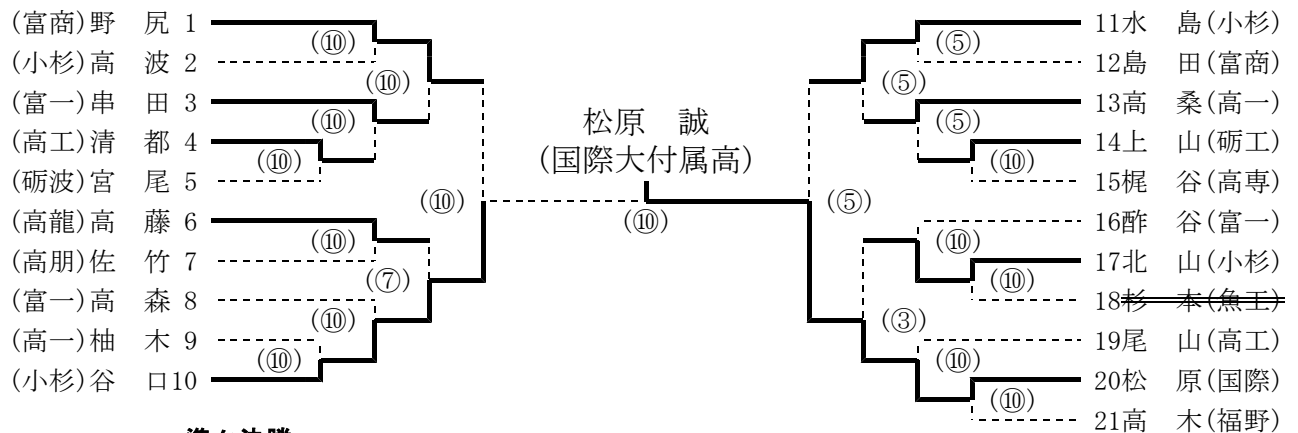 (富商)野　尻 1
(⑩)
(小杉)高　波 2
(⑩)
(富一)串　田 3
(⑩)
(高工)清　都 4
(⑩)
(砺波)宮　尾 5
(⑩)
(高龍)高　藤 6
(⑩)
(高朋)佐　竹 7
(⑦)
(富一)高　森 8
(⑩)
(高一)柚　木 9
(⑩)
(小杉)谷　口10
松原　誠
(国際大付属高)
(⑩)
11水　島(小杉)
(⑤)
12島　田(富商)
(⑤)
13高　桑(高一)
(⑤)
14上　山(砺工)
(⑩)
15梶　谷(高専)
(⑤)
16酢　谷(富一)
(⑩)
17北　山(小杉)
(⑩)
18杉　本(魚工)
(③)
19尾　山(高工)
(⑩)
20松　原(国際)
(⑩)
21高　木(福野)